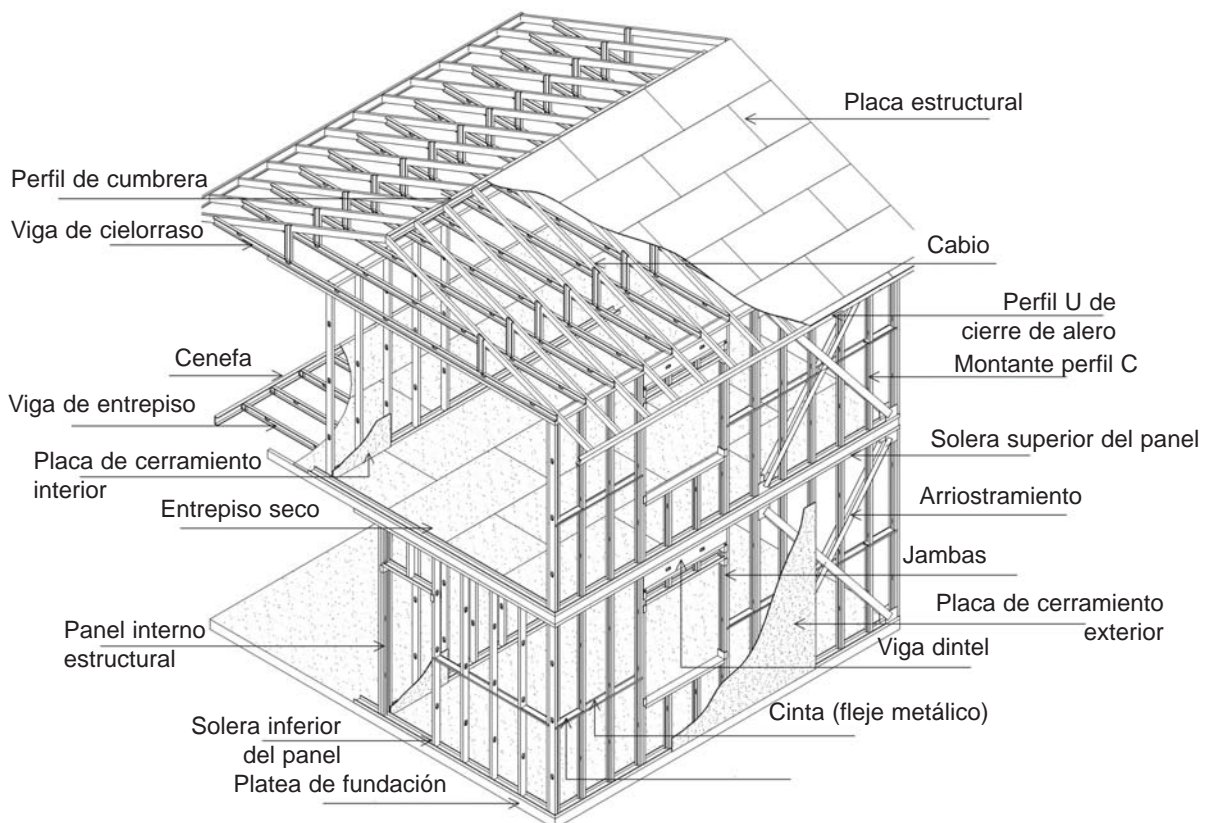 Placa estructural
Perfil de cumbrera
Viga de cielorraso
Cabio
Perfil U de
cierre de alero
Cenefa
Montante perfil C
Viga de entrepiso
Solera superior del panel
Placa de cerramiento
interior
Arriostramiento
Entrepiso seco
Jambas
Placa de cerramiento
exterior
Panel interno
estructural
Viga dintel
Cinta (fleje metálico)
Solera inferior
del panel
Platea de fundación